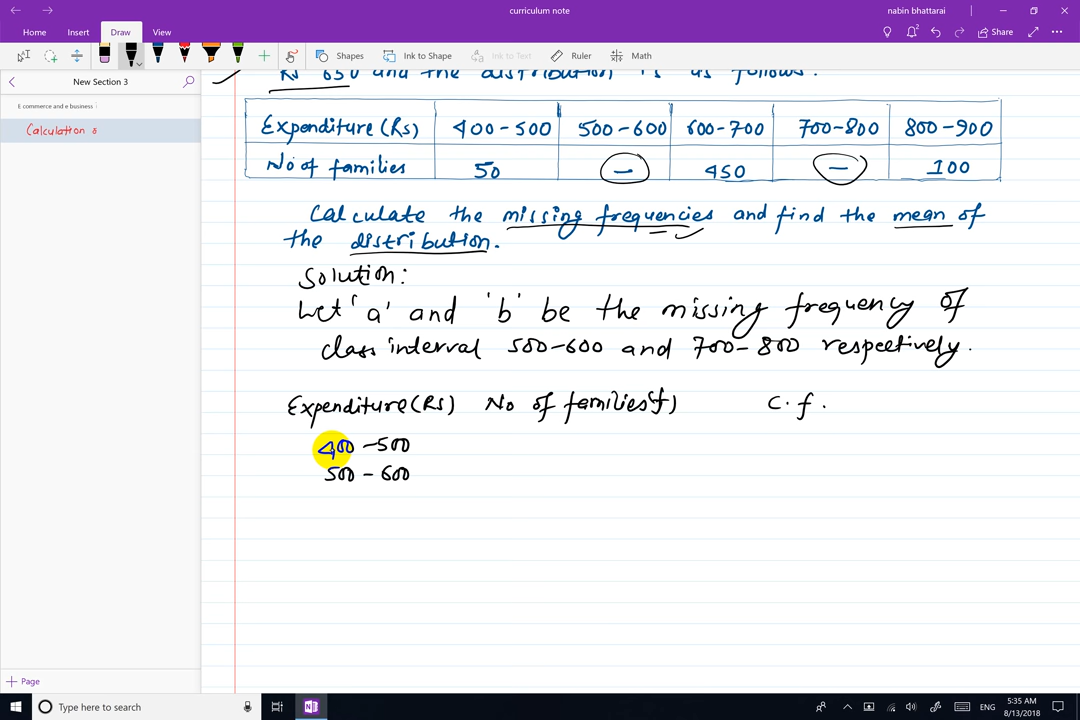 curriculum note
nabin bhattarai
Home Insert Draw View
Share
Shapes Ink to Shape Ink to Text Ruler Math
New Section 3
E commerce and e business
Calculation
Rs 650 and the distribution is as follows.
Expenditure (Rs) 400-500 500-600 600-700 700-800 800-900
No of families 50 - 450 - 100
Calculate the missing frequencies and find the mean of
the distribution.
Solution:
Let 'a' and 'b' be the missing frequency of
class interval 500-600 and 700-800 respectively.
Expenditure (Rs) No of families (f) C.f.
400-500
500-600
+ Page
Type here to search
ENG
5:35 AM
8/13/2018